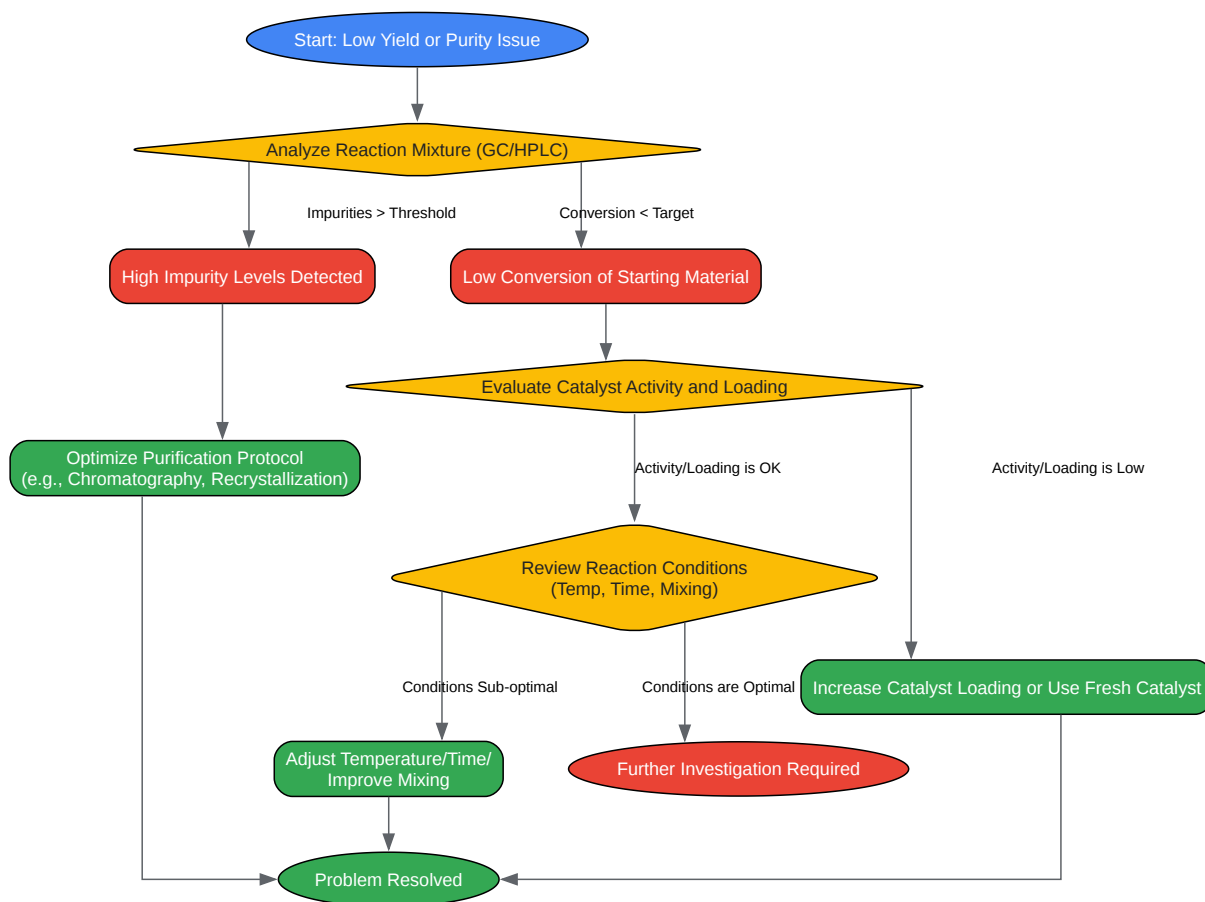 Start: Low Yield or Purity Issue
Analyze Reaction Mixture (GC/HPLC)
Impurities > Threshold
Conversion < Target
High Impurity Levels Detected
Low Conversion of Starting Material
Evaluate Catalyst Activity and Loading
Optimize Purification Protocol
(e.g., Chromatography, Recrystallization)
Activity/Loading is OK
Activity/Loading is Low
Review Reaction Conditions
(Temp, Time, Mixing)
Conditions Sub-optimal
Conditions are Optimal
Increase Catalyst Loading or Use Fresh Catalyst
Adjust Temperature/Time/
Improve Mixing
Further Investigation Required
Problem Resolved